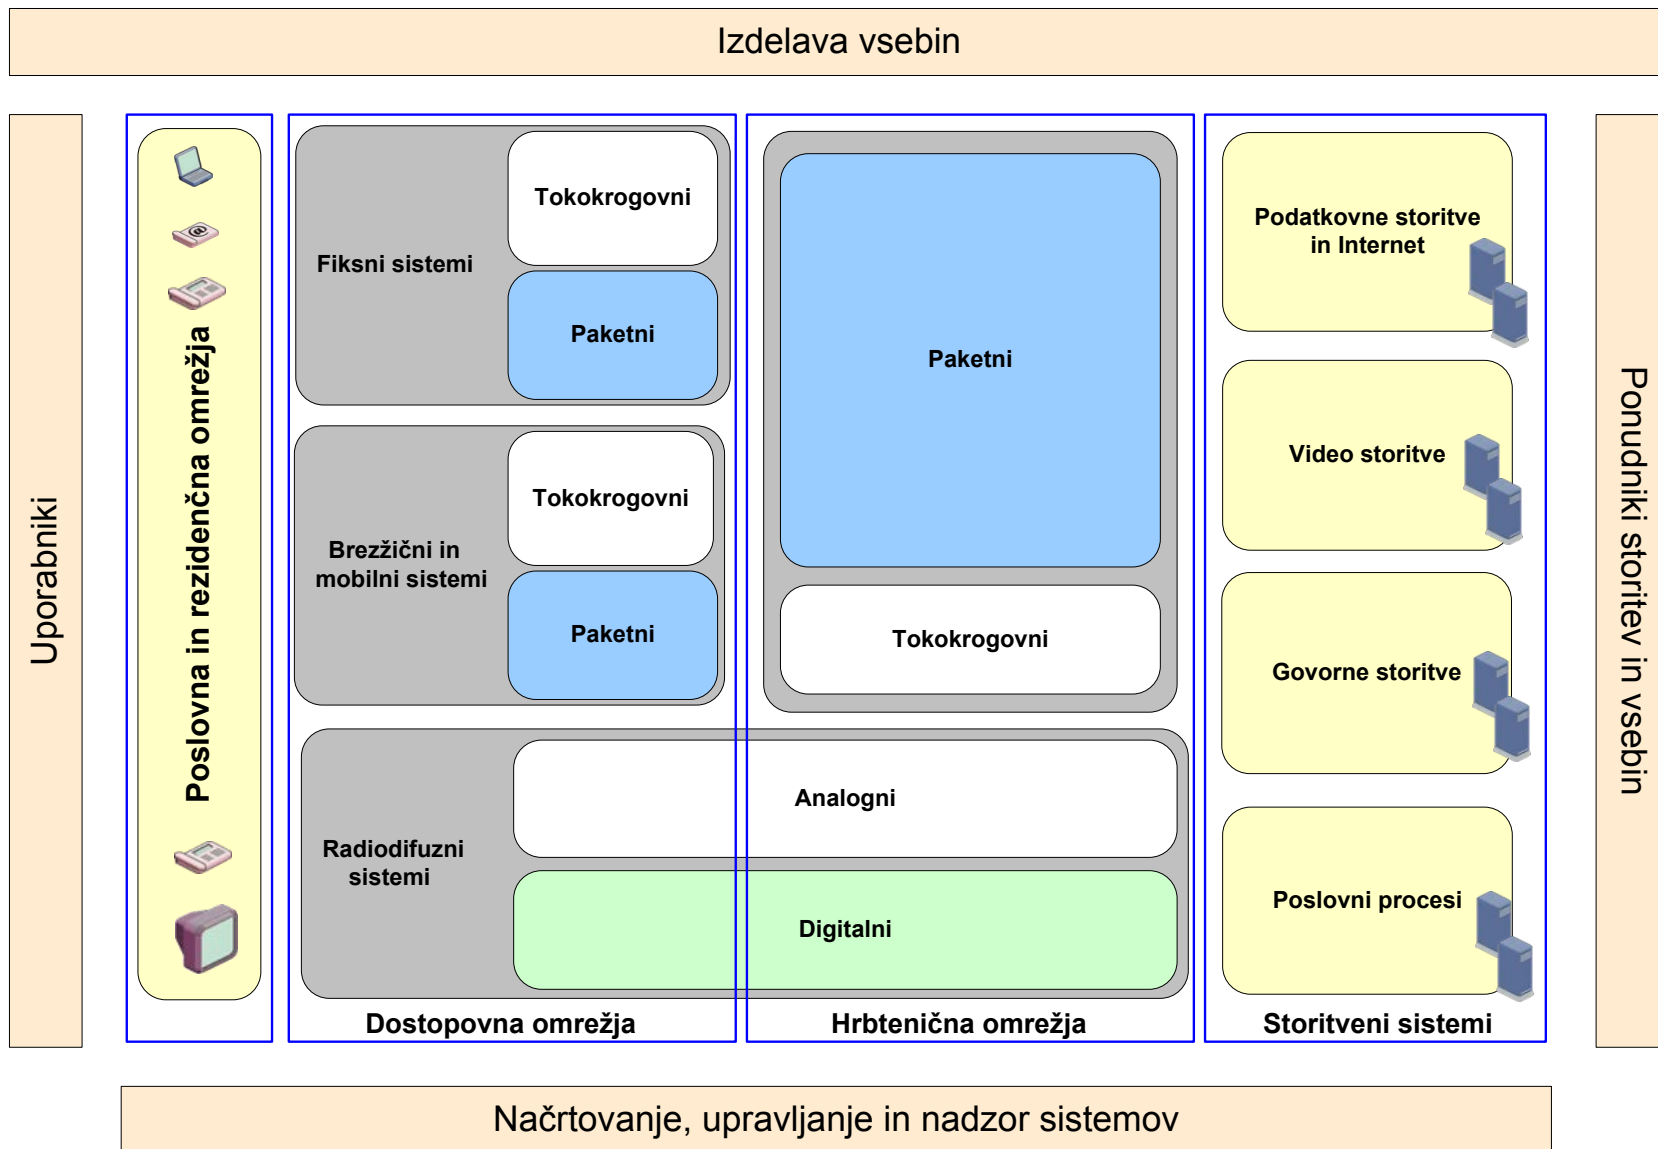 Izdelava vsebin
Uporabniki
Poslovna in rezidenčna omrežja
Fiksni sistemi
Tokokrogovni
Paketni
Brezžični in
mobilni sistemi
Tokokrogovni
Paketni
Radiodifuzni
sistemi
Analogni
Digitalni
Dostopovna omrežja
Paketni
Tokokrogovni
Hrbtenična omrežja
Podatkovne storitve
in Internet
Video storitve
Govorne storitve
Poslovni procesi
Storitveni sistemi
Ponudniki storitev in vsebin
Načrtovanje, upravljanje in nadzor sistemov